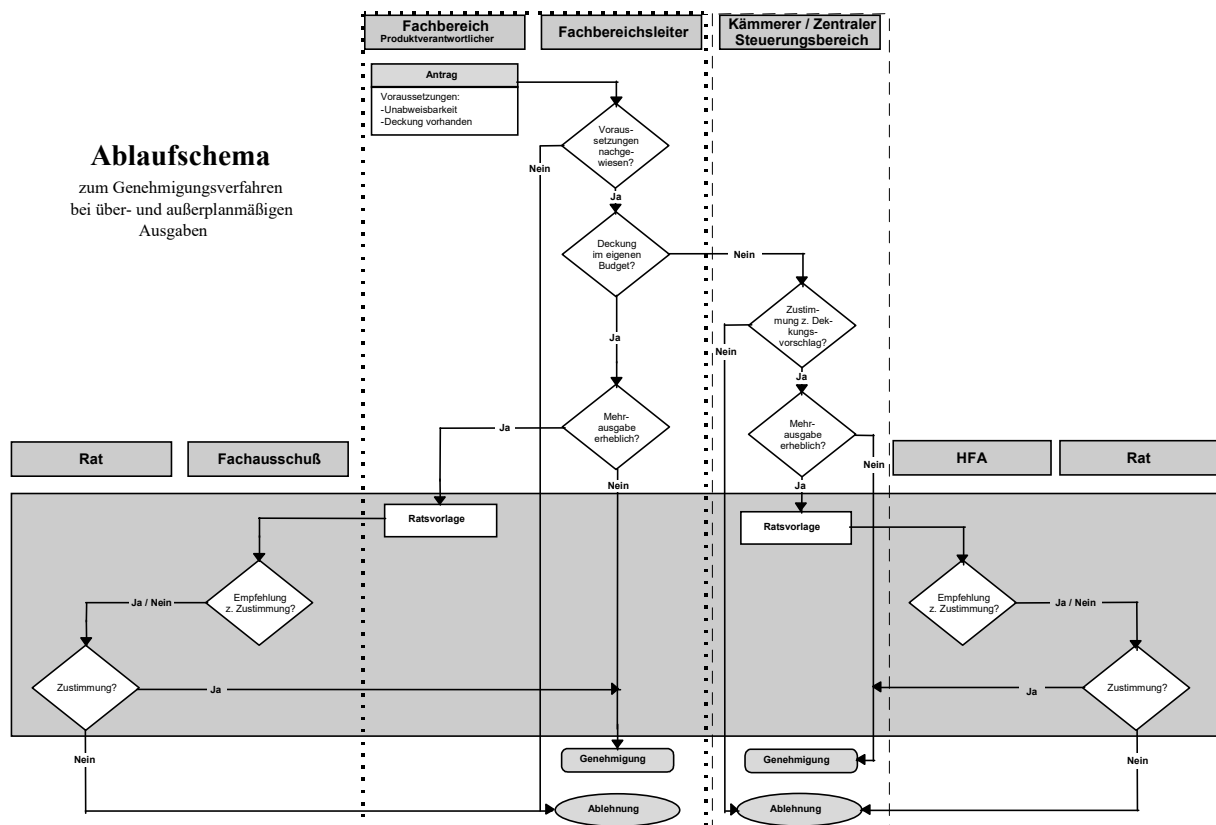 Fachbereich
Produktverantwortlicher
Fachbereichsleiter
Kämmerer / Zentraler
Steuerungsbereich
Antrag
Voraussetzungen:
-Unabweisbarkeit
-Deckung vorhanden
Ablaufschema
zum Genehmigungsverfahren
bei über- und außerplanmäßigen
Ausgaben
Voraus-
setzungen
nachge-
wiesen?
Nein
Ja
Deckung
im eigenen
Budget?
Nein
Ja
Zustim-
mung z. Dek-
kungs-
vorschlag?
Nein
Ja
Mehr-
ausgabe
erheblich?
Ja
Nein
Mehr-
ausgabe
erheblich?
Nein
Ja
Rat
Fachausschuß
HFA
Rat
Ratsvorlage
Ratsvorlage
Empfehlung
z. Zustimmung?
Ja / Nein
Empfehlung
z. Zustimmung?
Ja / Nein
Zustimmung?
Ja
Ja
Zustimmung?
Nein
Genehmigung
Genehmigung
Nein
Ablehnung
Ablehnung